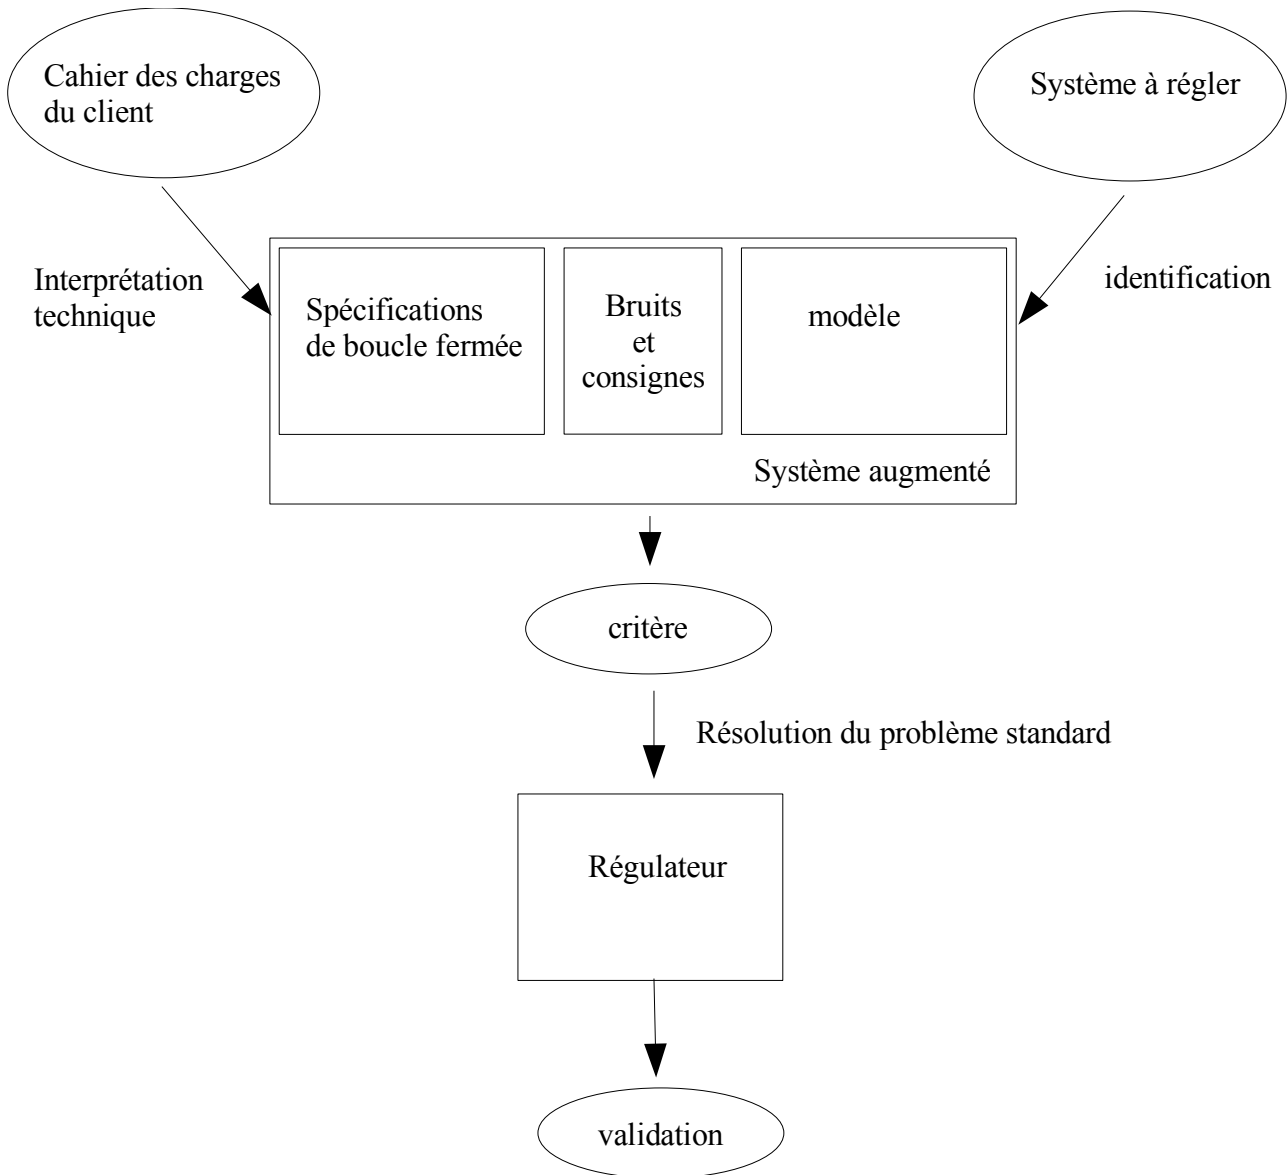 Cahier des charges
du client
Système à régler
Interprétation
technique
identification
Spécifications
de boucle fermée
Bruits
et
consignes
modèle
Système augmenté
critère
Résolution du problème standard
Régulateur
validation